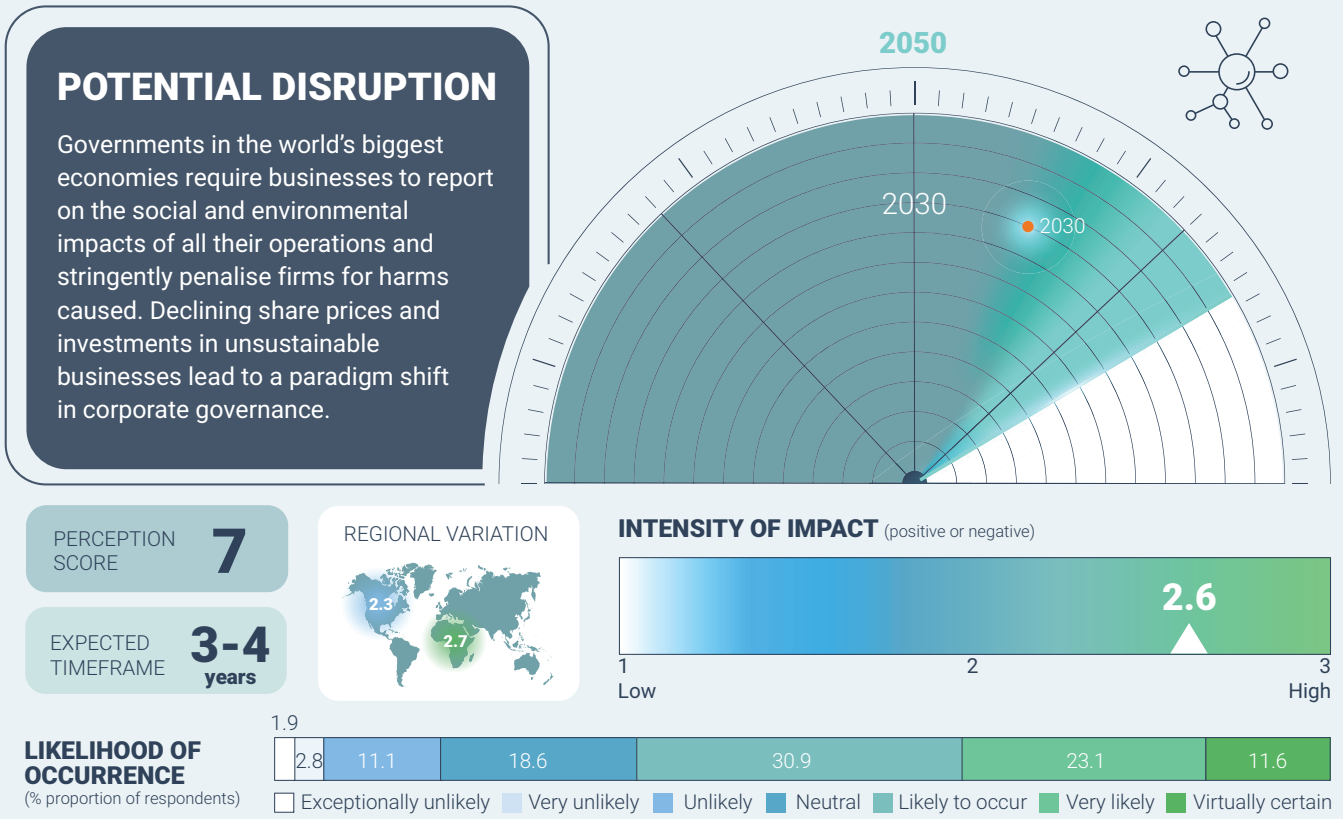 POTENTIAL DISRUPTION
Governments in the world’s biggest
economies require businesses to report
on the social and environmental
impacts of all their operations and
stringently penalise firms for harms
caused. Declining share prices and
investments in unsustainable
businesses lead to a paradigm shift
in corporate governance.
2050
2030
2030
PERCEPTION
SCORE
7
EXPECTED
TIMEFRAME
3-4
years
REGIONAL VARIATION
2.3
2.7
INTENSITY OF IMPACT (positive or negative)
2.6
1 2 3
Low High
LIKELIHOOD OF
OCCURRENCE
(% proportion of respondents)
1.9
2.8 11.1 18.6 30.9 23.1 11.6
Exceptionally unlikely Very unlikely Unlikely Neutral Likely to occur Very likely Virtually certain